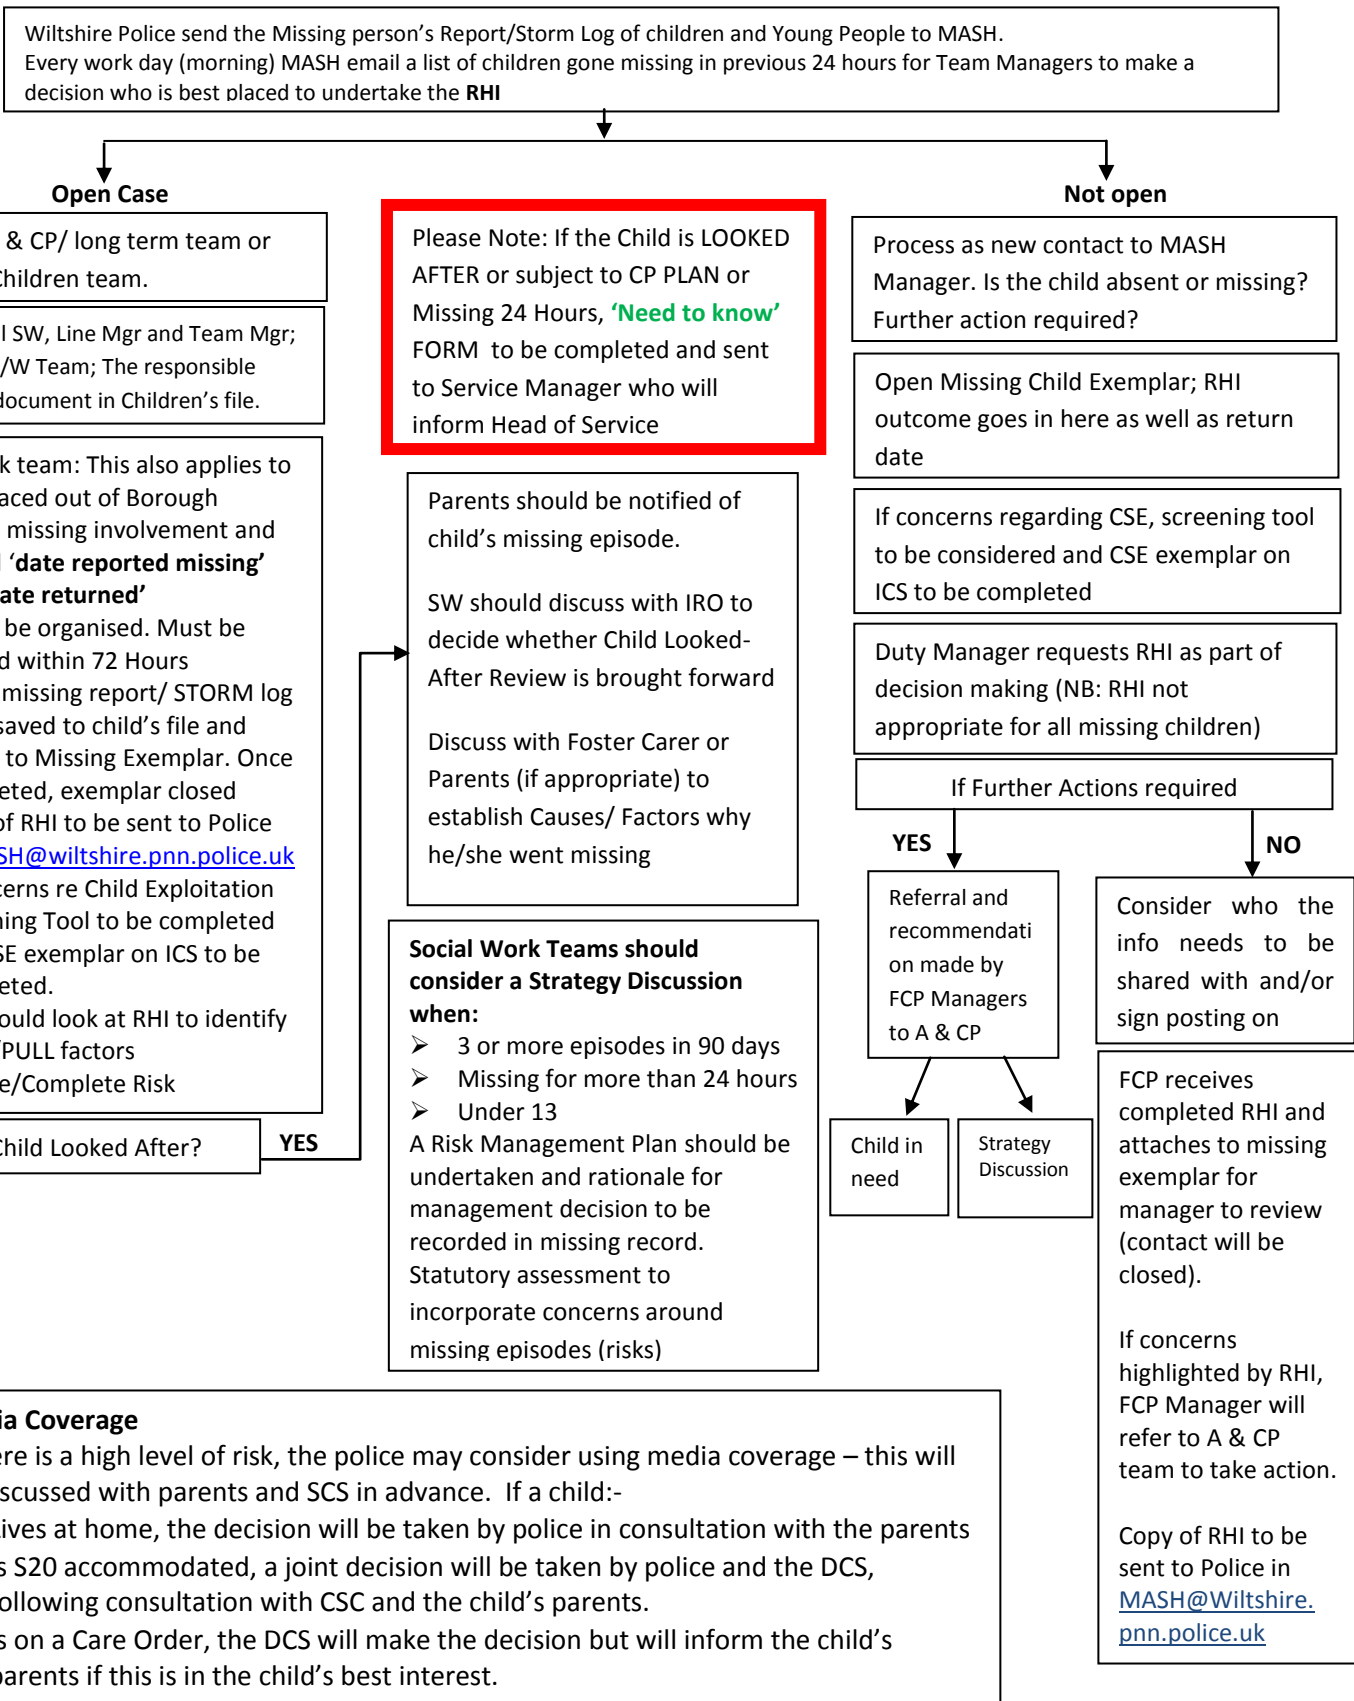 Wiltshire Police send the Missing person's Report/Storm Log of children and Young People to MASH.
Every work day (morning) MASH email a list of children gone missing in previous 24 hours for Team Managers to make a
decision who is best placed to undertake the RHI
Open Case
& CP/ long term team or
Children team.
SW, Line Mgr and Team Mgr;
/W Team; The responsible
document in Children's file.
team: This also applies to
out of Borough
missing involvement and
'date reported missing'
returned'
be organised. Must be
within 72 Hours
missing report/ STORM log
saved to child's file and
to Missing Exemplar. Once
exemplar closed
of RHI to be sent to Police
@wiltshire.pnn.police.uk
re Child Exploitation
Tool to be completed
exemplar on ICS to be
look at RHI to identify
/PULL factors
/Complete Risk
Child Looked After?
YES
Please Note: If the Child is LOOKED
AFTER or subject to CP PLAN or
Missing 24 Hours, 'Need to know'
FORM to be completed and sent
to Service Manager who will
inform Head of Service
Parents should be notified of
child's missing episode.
SW should discuss with IRO to
decide whether Child Looked-
After Review is brought forward
Discuss with Foster Carer or
Parents (if appropriate) to
establish Causes/ Factors why
he/she went missing
Social Work Teams should
consider a Strategy Discussion
when:
➢ 3 or more episodes in 90 days
➢ Missing for more than 24 hours
➢ Under 13
A Risk Management Plan should be
undertaken and rationale for
management decision to be
recorded in missing record.
Statutory assessment to
incorporate concerns around
missing episodes (risks)
Not open
Process as new contact to MASH
Manager. Is the child absent or missing?
Further action required?
Open Missing Child Exemplar; RHI
outcome goes in here as well as return
date
If concerns regarding CSE, screening tool
to be considered and CSE exemplar on
ICS to be completed
Duty Manager requests RHI as part of
decision making (NB: RHI not
appropriate for all missing children)
If Further Actions required
YES
NO
Referral and
recommendati
on made by
FCP Managers
to A & CP
Child in
need
Strategy
Discussion
Consider who the
info needs to be
shared with and/or
sign posting on
FCP receives
completed RHI and
attaches to missing
exemplar for
manager to review
(contact will be
closed).
If concerns
highlighted by RHI,
FCP Manager will
refer to A & CP
team to take action.
Copy of RHI to be
sent to Police in
MASH@Wiltshire.
pnn.police.uk
Coverage
is a high level of risk, the police may consider using media coverage – this will
discussed with parents and SCS in advance. If a child:-
Lives at home, the decision will be taken by police in consultation with the parents
S20 accommodated, a joint decision will be taken by police and the DCS,
following consultation with CSC and the child's parents.
on a Care Order, the DCS will make the decision but will inform the child's
parents if this is in the child's best interest.